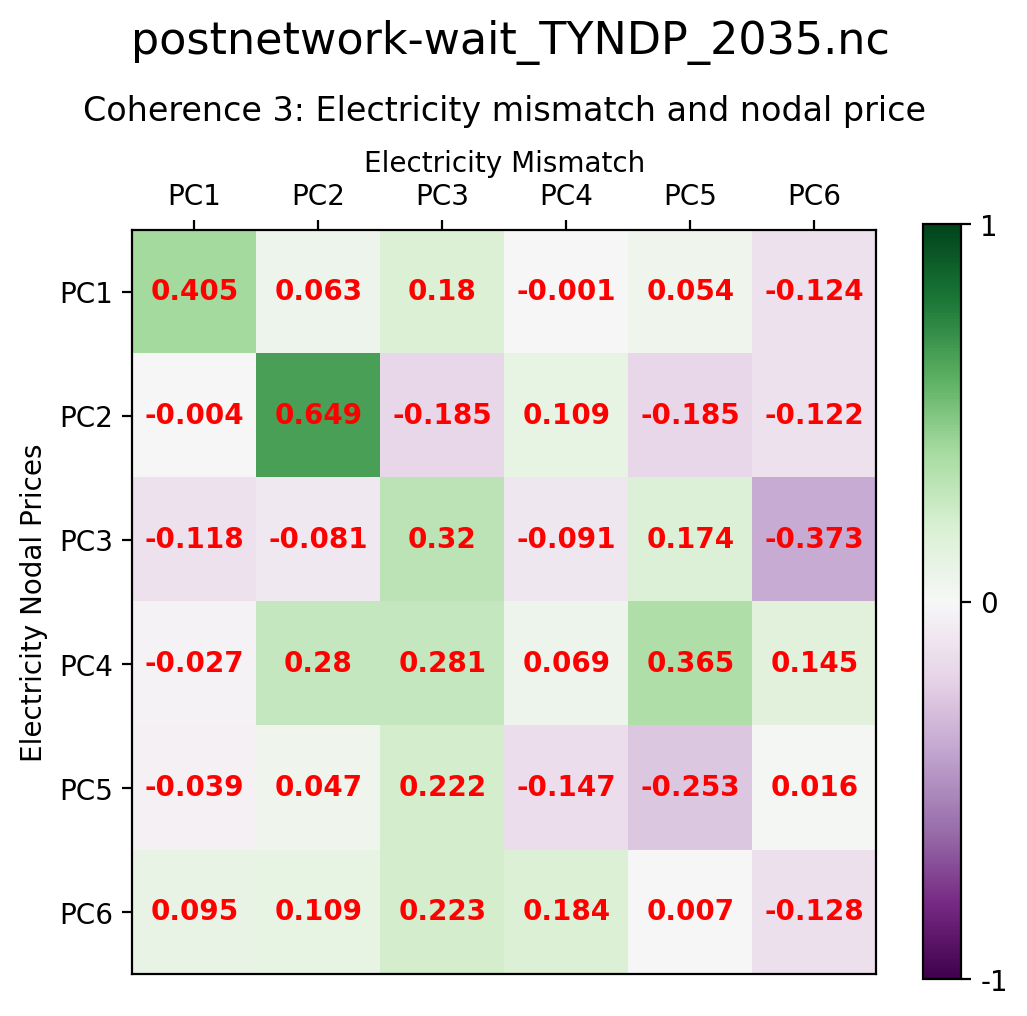 postnetwork-wait_TYNDP_2035.nc
Coherence 3: Electricity mismatch and nodal price
Electricity Mismatch
PC1 PC2 PC3 PC4 PC5 PC6
1
PC1 0.405 0.063 0.18 -0.001 0.054 -0.124
PC2 -0.004 0.649 -0.185 0.109 -0.185 -0.122
PC3 -0.118 -0.081 0.32 -0.091 0.174 -0.373
0
Electricity Nodal Prices
PC4 -0.027 0.28 0.281 0.069 0.365 0.145
PC5 -0.039 0.047 0.222 -0.147 -0.253 0.016
PC6 0.095 0.109 0.223 0.184 0.007 -0.128
-1